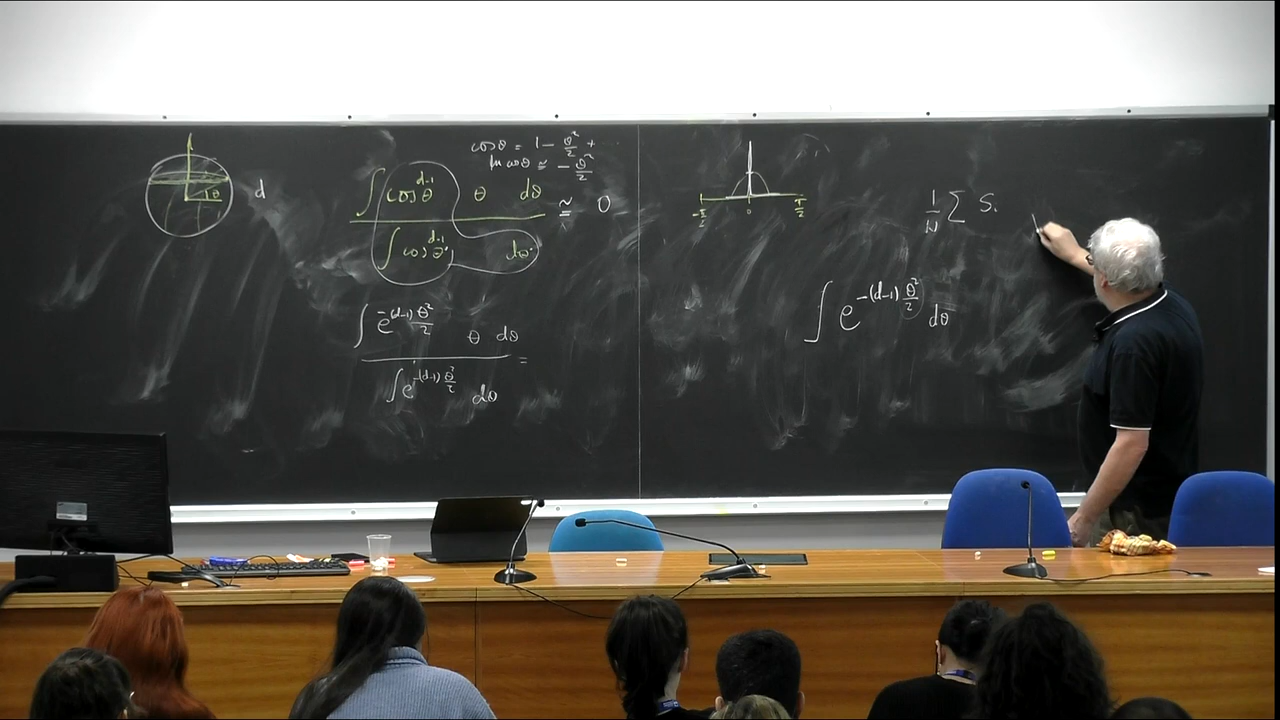 cos θ = 1 - θ²/2 +
ln cos θ ≃ - θ²/2
d
θ
∫ cos^{d-1} θ θ dθ
≃ 0
∫ cos^{d-1} θ' dθ'
∫ e^{-(d-1) θ²/2} θ dθ
=
∫ e^{-(d-1) θ²/2} dθ
-π/2 0 π/2
1/N ∑ S_i
∫ e^{-(d-1) θ²/2} dθ